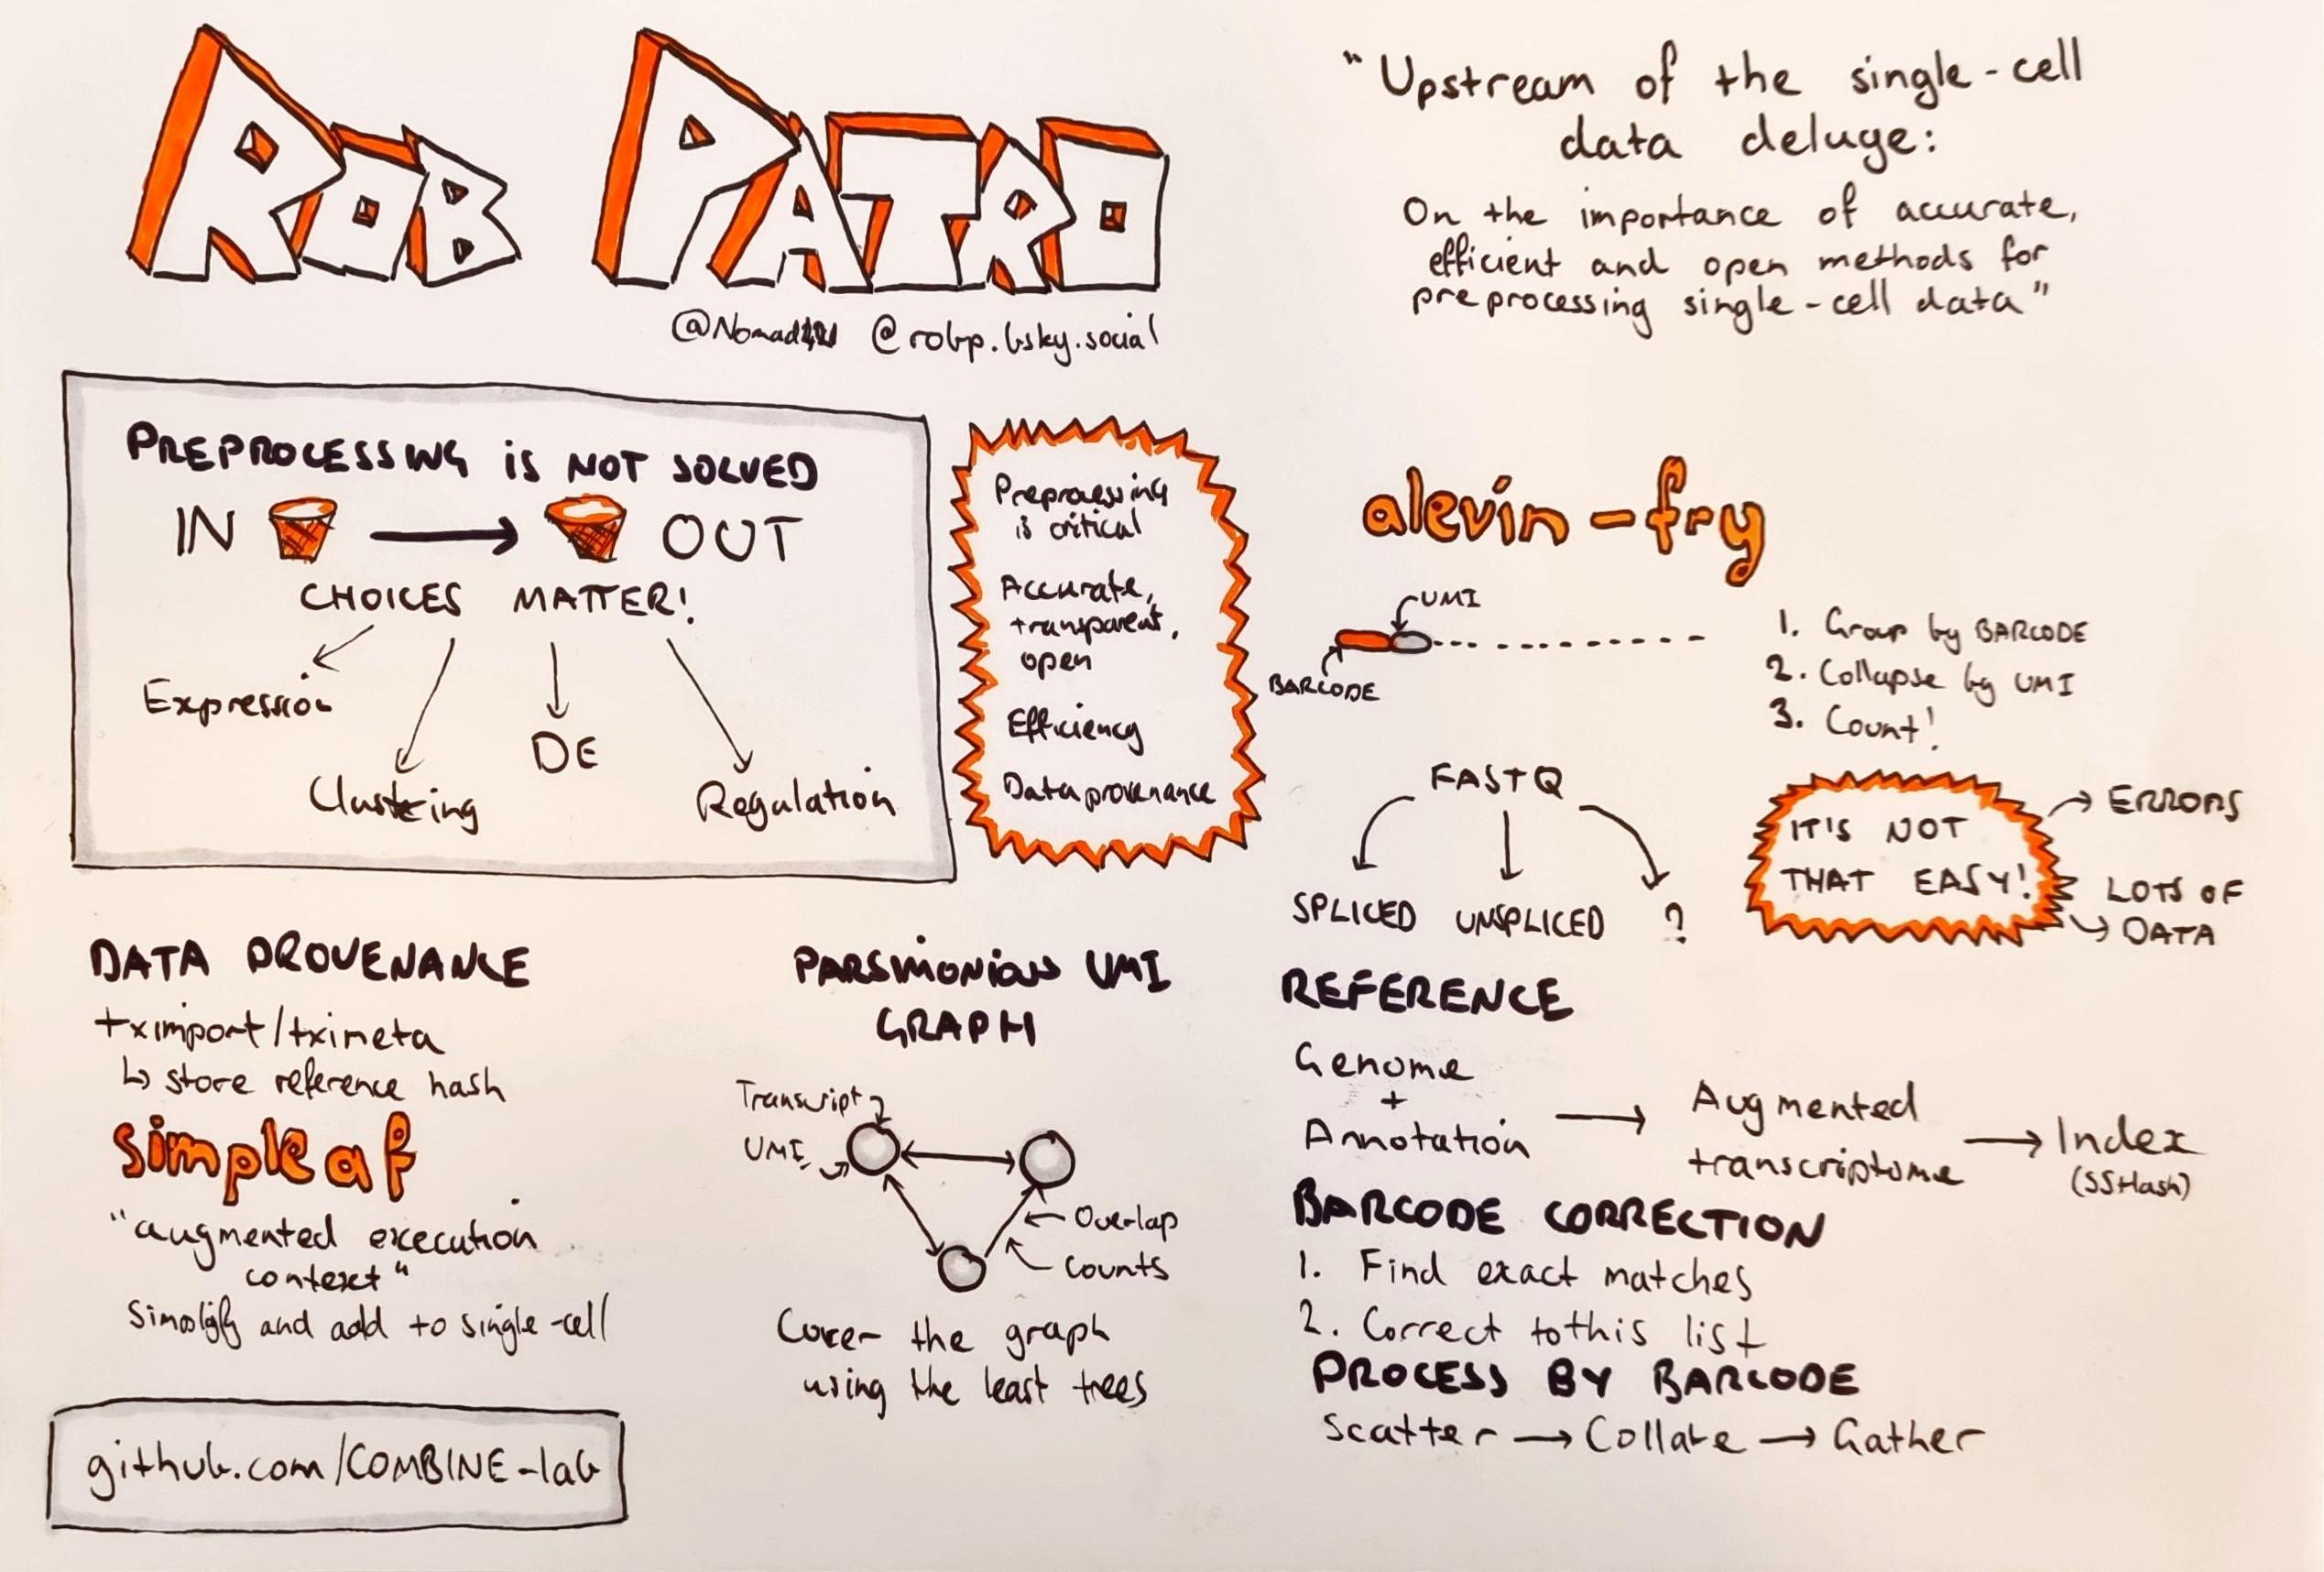 ROB PATRO
@robp.bsky.social
"Upstream of the single-cell
data deluge:
On the importance of accurate,
efficient and open methods for
preprocessing single-cell data"
PREPROCESSING is NOT SOLVED
IN → OUT
CHOICES MATTER!
Expression
Clustering
DE
Regulation
Preprocessing
is critical
Accurate,
transparent,
open
Efficiency
Data provenance
alevin-fry
UMI
BARCODE
1. Group by BARCODE
2. Collapse by UMI
3. Count!
FASTQ
SPLICED UNSPLICED ?
IT'S NOT
THAT EASY!
ERRORS
LOTS OF
DATA
DATA PROVENANCE
tximport/tximeta
↳ store reference hash
simpleaf
"augmented execution
context"
Simplify and add to single-cell
github.com/COMBINE-lab
PARSIMONIOUS UMI
GRAPH
Transcript
UMI
Overlap
Counts
Cover the graph
using the least trees
REFERENCE
Genome
+
Annotation
→ Augmented
transcriptome
→ Index
(SSHash)
BARCODE CORRECTION
1. Find exact matches
2. Correct to this list
PROCESS BY BARCODE
Scatter → Collate → Gather